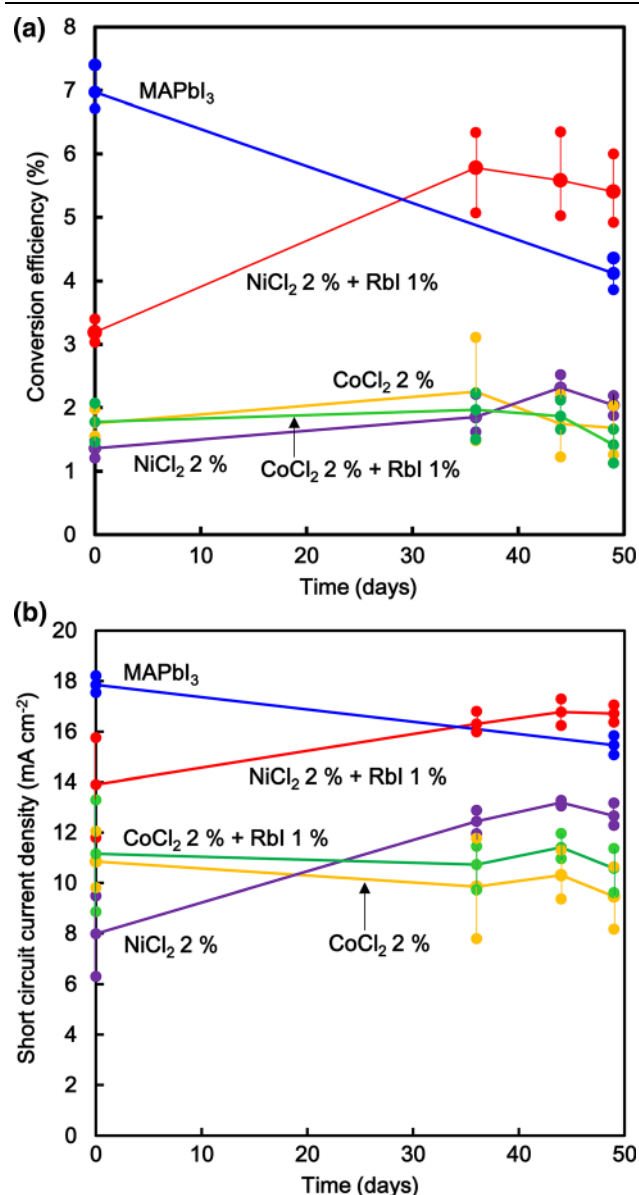 (a)
8
7
6
5
4
3
2
1
0
Conversion efficiency (%)
MAPbI₃
NiCl₂ 2 % + RbI 1%
CoCl₂ 2 %
NiCl₂ 2 %
CoCl₂ 2 % + RbI 1%
0 10 20 30 40 50
Time (days)
(b)
20
18
16
14
12
10
8
6
4
2
0
Short circuit current density (mA cm⁻²)
MAPbI₃
NiCl₂ 2 % + RbI 1 %
CoCl₂ 2 % + RbI 1 %
NiCl₂ 2 %
CoCl₂ 2 %
0 10 20 30 40 50
Time (days)